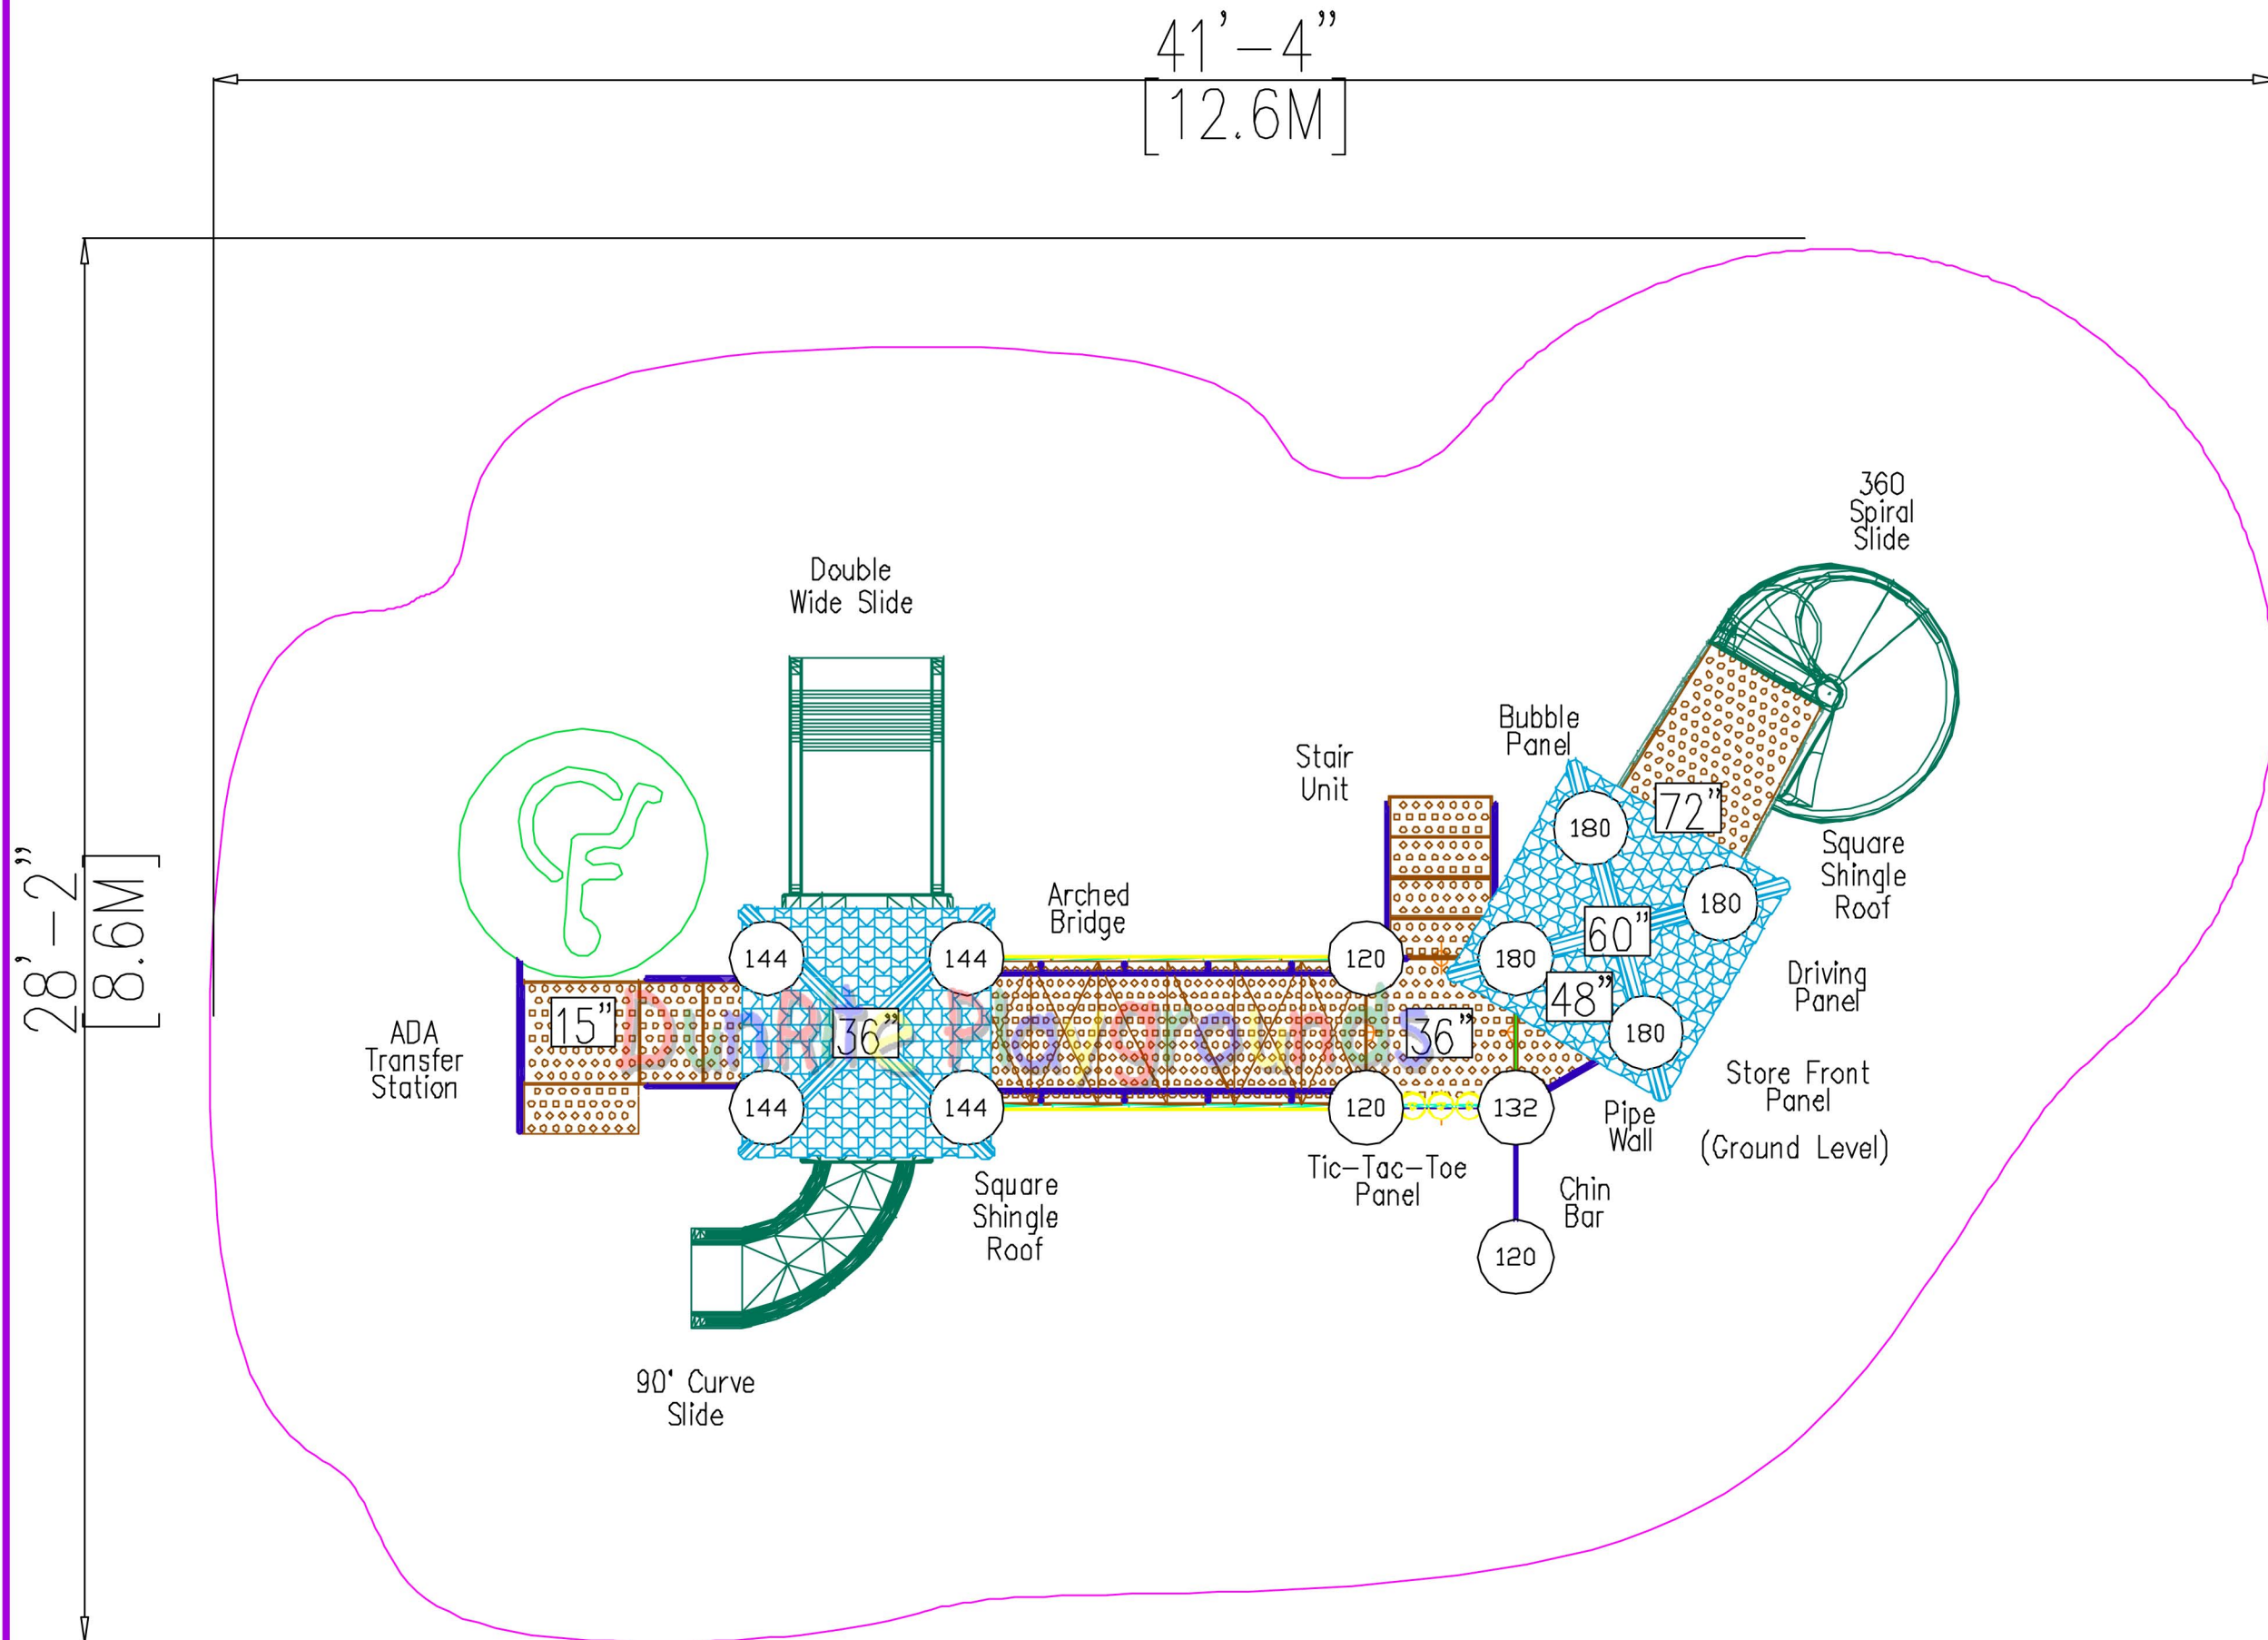 41'-4"
[12.6M]
28'-2"
[8.6M]
360
Spiral
Slide
Double
Wide Slide
Bubble
Panel
Stair
Unit
72"
180
Square
Shingle
Roof
180
Arched
Bridge
60"
144
144
120
180
Driving
Panel
48"
15"
36"
36"
DunRite Playgrounds
180
ADA
Transfer
Station
Store Front
Panel
(Ground Level)
144
144
120
132
Pipe
Wall
Tic-Tac-Toe
Panel
Square
Shingle
Roof
Chin
Bar
120
90° Curve
Slide